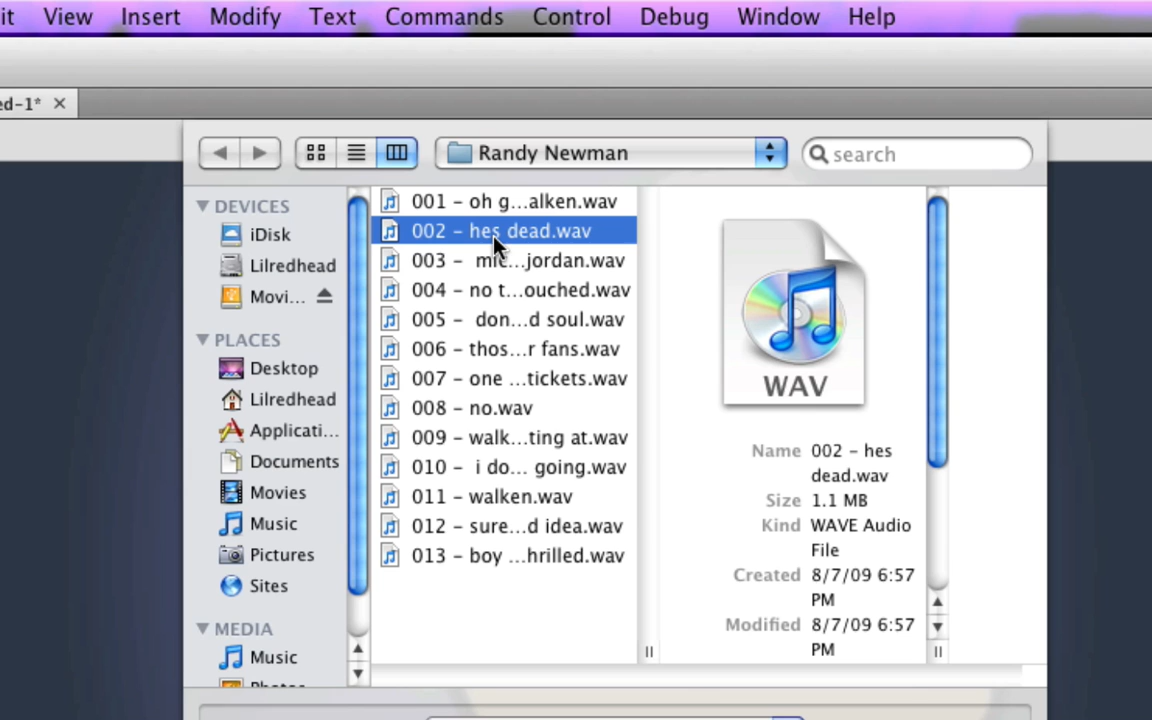 it View Insert Modify Text Commands Control Debug Window Help
ed-1*
Randy Newman
search
DEVICES
iDisk
Lilredhead
Movi...
PLACES
Desktop
Lilredhead
Applicati...
Documents
Movies
Music
Pictures
Sites
MEDIA
Music
001 - oh g...alken.wav
002 - hes dead.wav
003 - mic...jordan.wav
004 - no t...ouched.wav
005 - don...d soul.wav
006 - thos...r fans.wav
007 - one ...tickets.wav
008 - no.wav
009 - walk...ting at.wav
010 - i do... going.wav
011 - walken.wav
012 - sure...d idea.wav
013 - boy ...hrilled.wav
WAV
Name 002 - hes
dead.wav
Size 1.1 MB
Kind WAVE Audio
File
Created 8/7/09 6:57
PM
Modified 8/7/09 6:57
PM